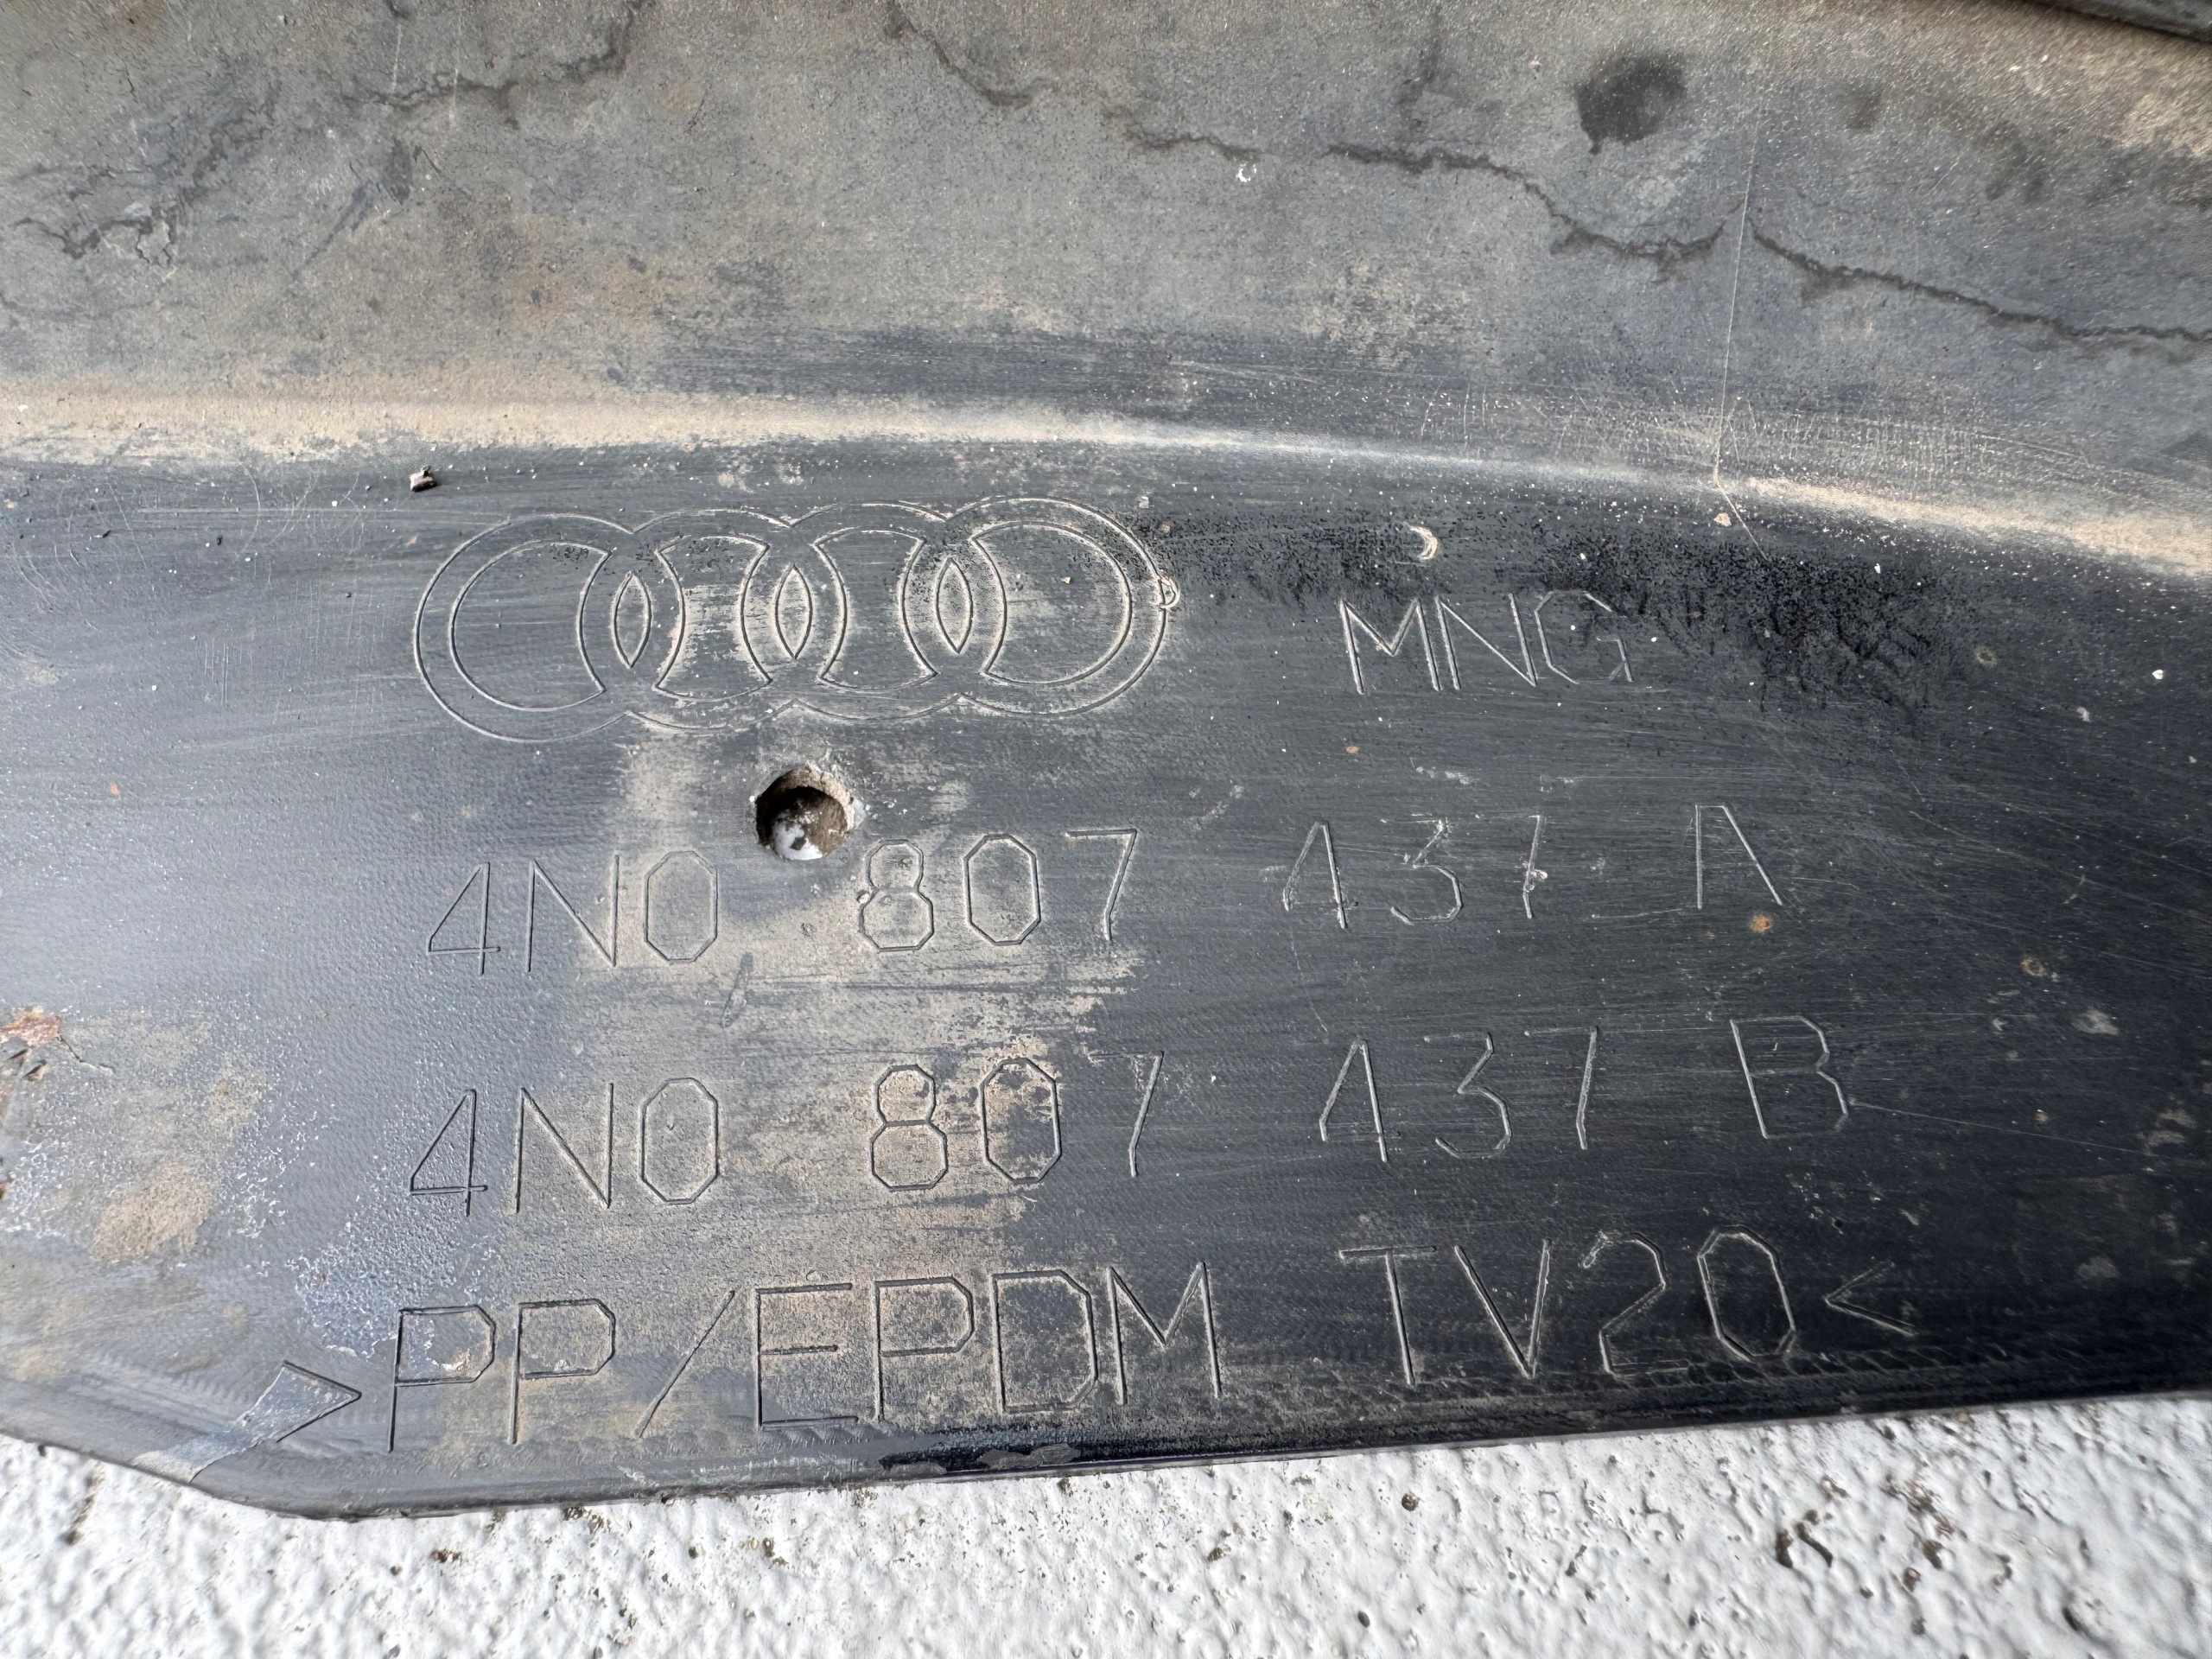 MNG
4N0 807 437 A
4N0 807 437 B
>PP/EPDM TV20<